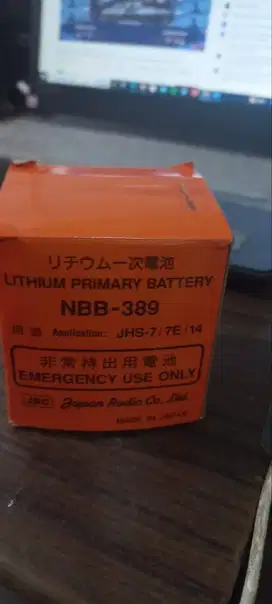 リチウム一次電池
LITHIUM PRIMARY BATTERY
NBB-389
用途 Application: JHS-7/7E/14
非常持出用電池
EMERGENCY USE ONLY
JRC Japan Radio Co., Ltd.
MADE IN JAPAN